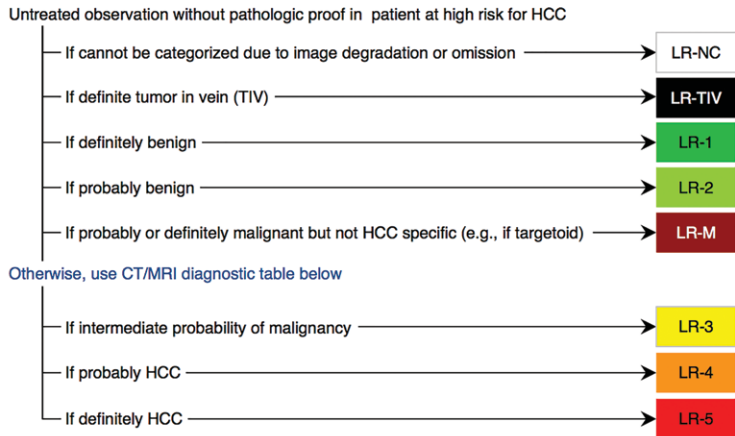 Untreated observation without pathologic proof in patient at high risk for HCC
If cannot be categorized due to image degradation or omission LR-NC
If definite tumor in vein (TIV) LR-TIV
If definitely benign LR-1
If probably benign LR-2
If probably or definitely malignant but not HCC specific (e.g., if targetoid) LR-M
Otherwise, use CT/MRI diagnostic table below
If intermediate probability of malignancy LR-3
If probably HCC LR-4
If definitely HCC LR-5